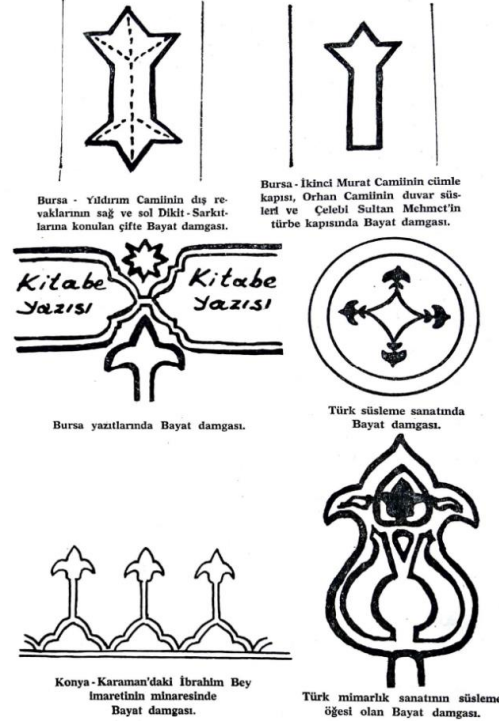 Bursa - Yıldırım Camiinin dış re-
vaklarının sağ ve sol Dikit - Sarkıt-
larına konulan çifte Bayat damgası.
Bursa - İkinci Murat Camiinin cümle
kapısı, Orhan Camiinin duvar süs-
leri ve Çelebi Sultan Mehmet'in
türbe kapısında Bayat damgası.
Kitabe
Yazısı
Kitabe
Yazısı
Bursa yazıtlarında Bayat damgası.
Türk süsleme sanatında
Bayat damgası.
Konya - Karaman'daki İbrahim Bey
imaretinin minaresinde
Bayat damgası.
Türk mimarlık sanatının süsleme
öğesi olan Bayat damgası.